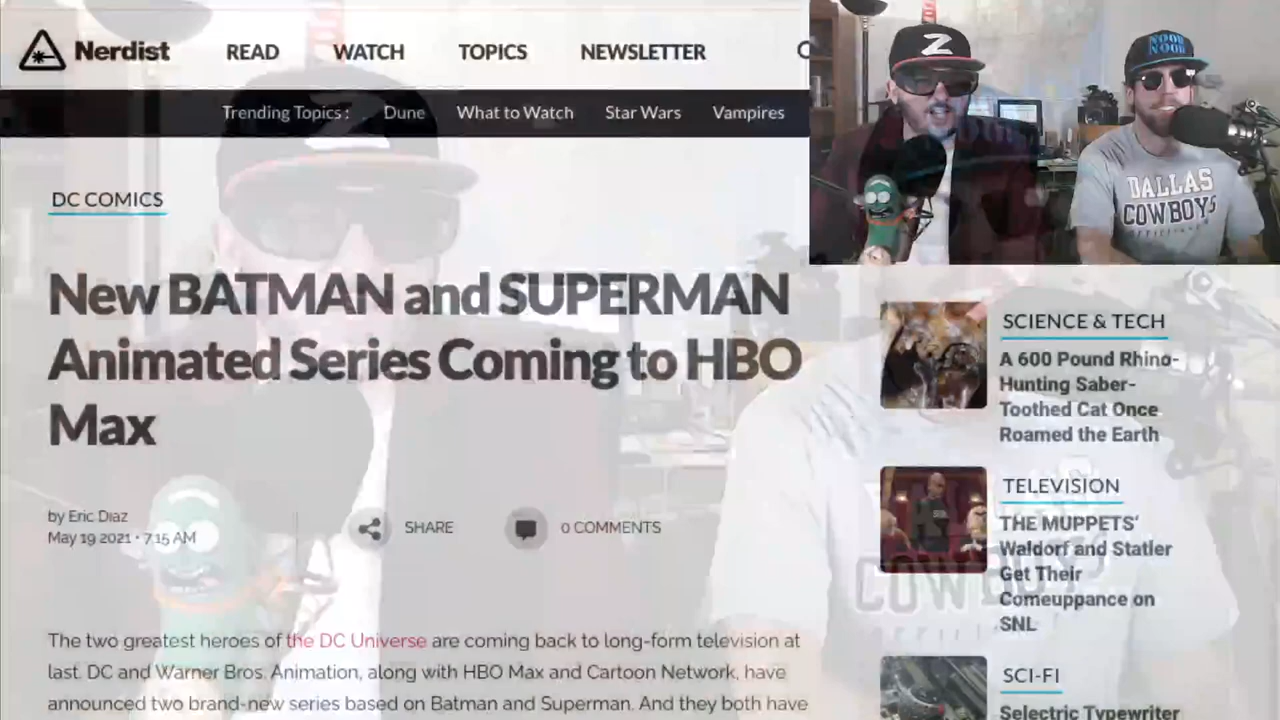 Nerdist
READ WATCH TOPICS NEWSLETTER
Trending Topics : Dune What to Watch Star Wars Vampires
Z
NOOB
NOOB
DALLAS
COWBOYS
DC COMICS
New BATMAN and SUPERMAN
Animated Series Coming to HBO
Max
by Eric Diaz
May 19 2021 • 7:15 AM
SHARE
0 COMMENTS
The two greatest heroes of the DC Universe are coming back to long-form television at
last. DC and Warner Bros. Animation, along with HBO Max and Cartoon Network, have
announced two brand-new series based on Batman and Superman. And they both have
SCIENCE & TECH
A 600 Pound Rhino-
Hunting Saber-
Toothed Cat Once
Roamed the Earth
TELEVISION
THE MUPPETS'
Waldorf and Statler
Get Their
Comeuppance on
SNL
SCI-FI
Selectric Typewriter
COWBOYS